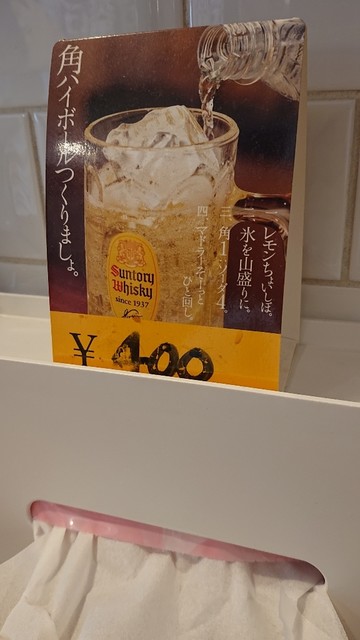 角ハイボールつくりましょ。
レモンちょいしぼ。
氷を山盛りに。
三、角1、ソーダ4。
四、マドラーそーっと
ひと回し。
Suntory
Whisky
since 1937
¥400